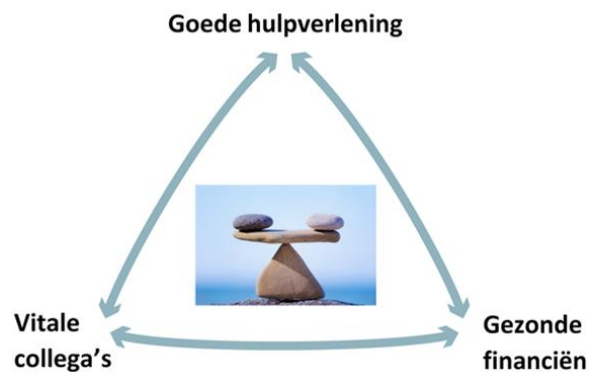 Goede hulpverlening
Vitale
collega's
Gezonde
financiën